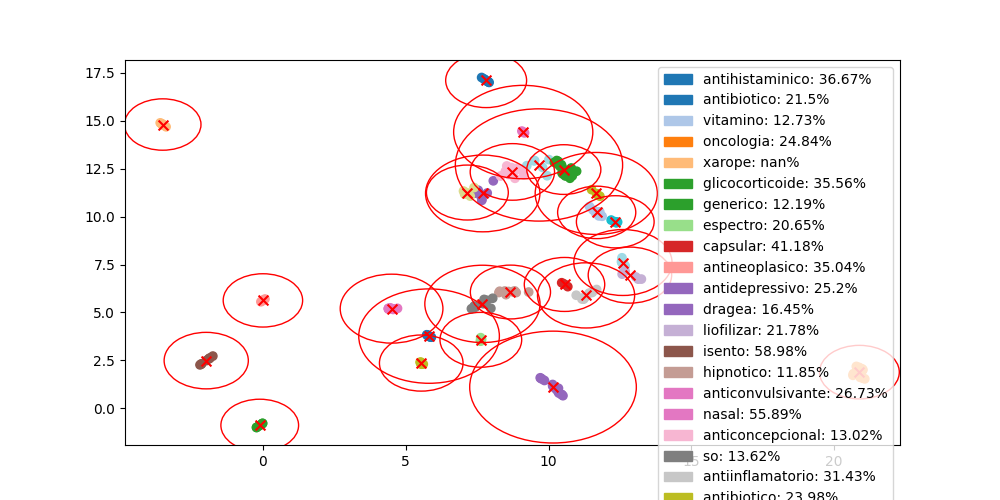 17.5
15.0
12.5
10.0
7.5
5.0
2.5
0.0
0
5
10
15
20
antihistaminico: 36.67%
antibiotico: 21.5%
vitamino: 12.73%
oncologia: 24.84%
xarope: nan%
glicocorticoide: 35.56%
generico: 12.19%
espectro: 20.65%
capsular: 41.18%
antineoplasico: 35.04%
antidepressivo: 25.2%
dragea: 16.45%
liofilizar: 21.78%
isento: 58.98%
hipnotico: 11.85%
anticonvulsivante: 26.73%
nasal: 55.89%
anticoncepcional: 13.02%
so: 13.62%
antiinflamatorio: 31.43%
antibiotico: 23.98%